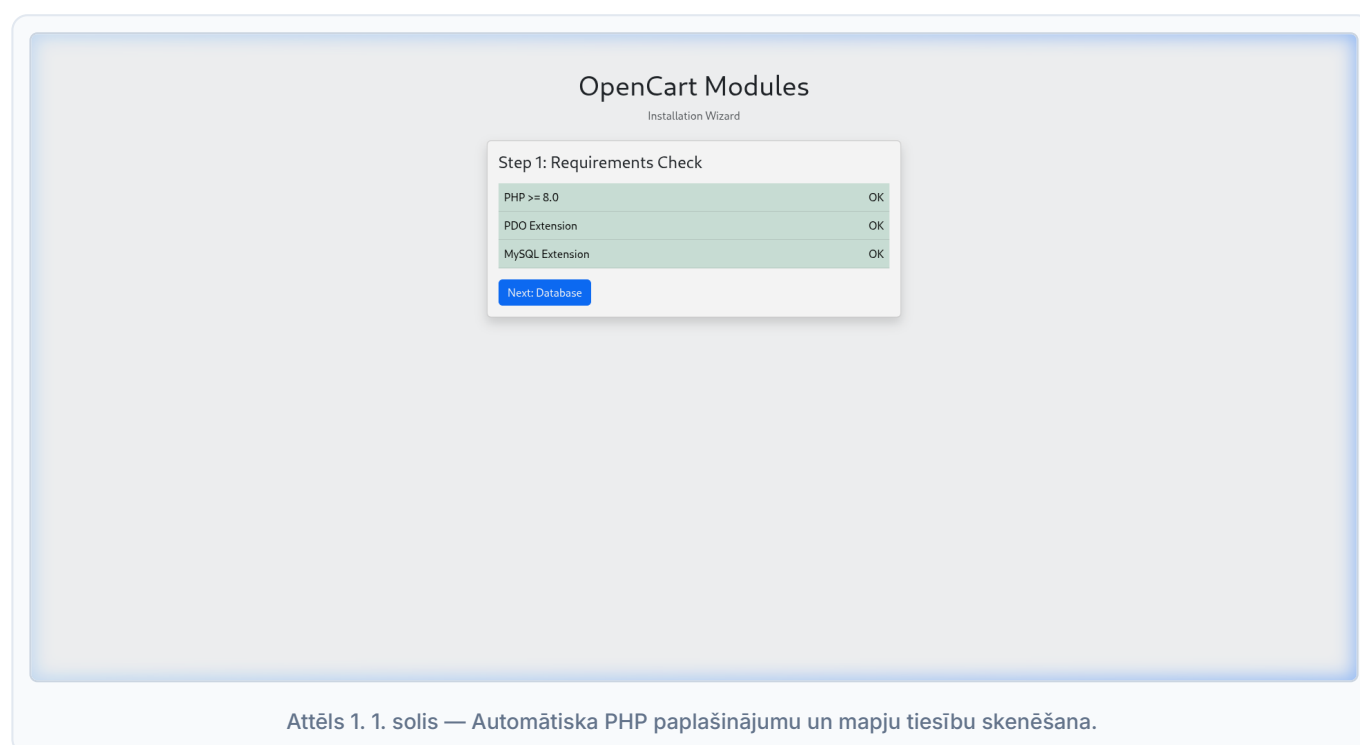 OpenCart Modules
Installation Wizard
Step 1: Requirements Check
PHP >= 8.0 OK
PDO Extension OK
MySQL Extension OK
Next: Database
Attēls 1. 1. solis — Automātiska PHP paplašinājumu un mapju tiesību skenēšana.